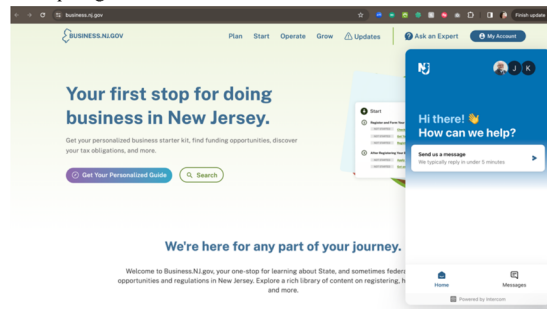 business.nj.gov
Finish update
BUSINESS.NJ.GOV
Plan Start Operate Grow Updates Ask an Expert My Account
NJ
J K
Your first stop for doing
business in New Jersey.
Get your personalized business starter kit, find funding opportunities, discover
your tax obligations, and more.
Get Your Personalized Guide
Search
Start
Register and Form Your
Hi there! 👋
How can we help?
Send us a message
We typically reply in under 5 minutes
We're here for any part of your journey.
Welcome to Business.NJ.gov, your one-stop for learning about State, and sometimes federa
opportunities and regulations in New Jersey. Explore a rich library of content on registering, h
and more.
Home
Messages
Powered by Intercom